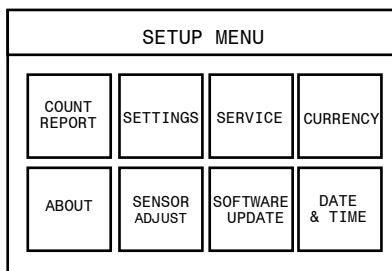 SETUP MENU
COUNT
REPORT
SETTINGS
SERVICE
CURRENCY
ABOUT
SENSOR
ADJUST
SOFTWARE
UPDATE
DATE
& TIME